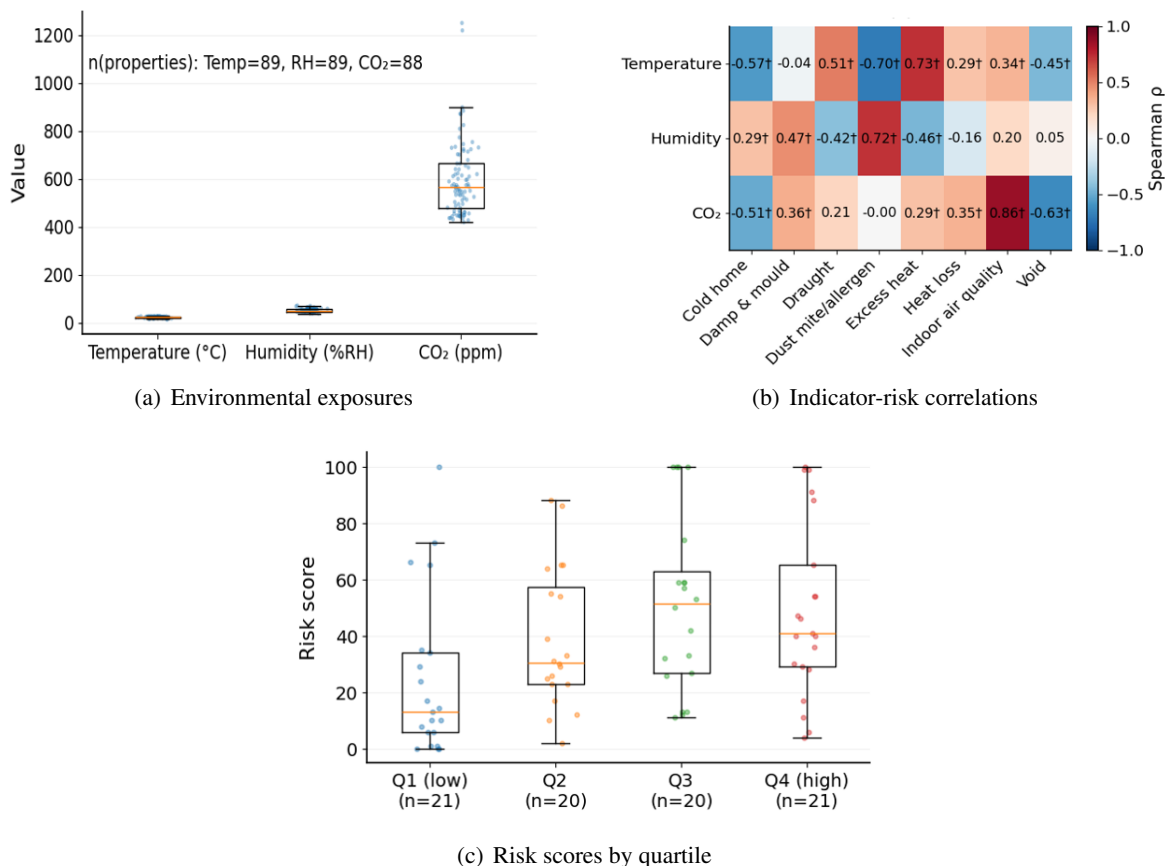 1200
1000
800
600
400
200
0
Value
n(properties): Temp=89, RH=89, CO₂=88
Temperature (°C) Humidity (%RH) CO₂ (ppm)
(a) Environmental exposures
Temperature -0.57† -0.04 0.51† -0.70† 0.73† 0.29† 0.34† -0.45†
Humidity 0.29† 0.47† -0.42† 0.72† -0.46† -0.16 0.20 0.05
CO₂ -0.51† 0.36† 0.21 -0.00 0.29† 0.35† 0.86† -0.63†
Cold home
Damp & mould
Draught
Dust mite/allergen
Excess heat
Heat loss
Indoor air quality
Void
1.0
0.5
0.0
−0.5
−1.0
Spearman ρ
(b) Indicator-risk correlations
100
80
60
40
20
0
Risk score
Q1 (low) Q2 Q3 Q4 (high)
(n=21) (n=20) (n=20) (n=21)
(c) Risk scores by quartile